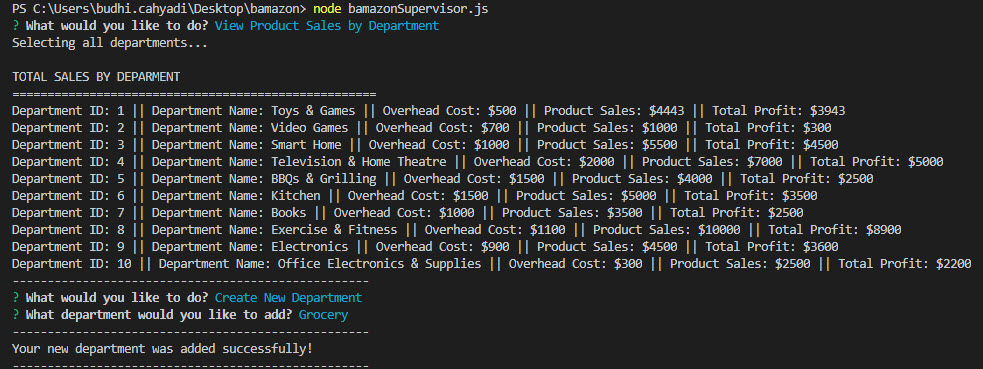 PS C:\Users\budhi.cahyadi\Desktop\bamazon> node bamazonSupervisor.js
? What would you like to do? View Product Sales by Department
Selecting all departments...
TOTAL SALES BY DEPARMENT
====================================================
Department ID: 1 || Department Name: Toys & Games || Overhead Cost: $500 || Product Sales: $4443 || Total Profit: $3943
Department ID: 2 || Department Name: Video Games || Overhead Cost: $700 || Product Sales: $1000 || Total Profit: $300
Department ID: 3 || Department Name: Smart Home || Overhead Cost: $1000 || Product Sales: $5500 || Total Profit: $4500
Department ID: 4 || Department Name: Television & Home Theatre || Overhead Cost: $2000 || Product Sales: $7000 || Total Profit: $5000
Department ID: 5 || Department Name: BBQs & Grilling || Overhead Cost: $1500 || Product Sales: $4000 || Total Profit: $2500
Department ID: 6 || Department Name: Kitchen || Overhead Cost: $1500 || Product Sales: $5000 || Total Profit: $3500
Department ID: 7 || Department Name: Books || Overhead Cost: $1000 || Product Sales: $3500 || Total Profit: $2500
Department ID: 8 || Department Name: Exercise & Fitness || Overhead Cost: $1100 || Product Sales: $10000 || Total Profit: $8900
Department ID: 9 || Department Name: Electronics || Overhead Cost: $900 || Product Sales: $4500 || Total Profit: $3600
Department ID: 10 || Department Name: Office Electronics & Supplies || Overhead Cost: $300 || Product Sales: $2500 || Total Profit: $2200
---------------------------------------------------
? What would you like to do? Create New Department
? What department would you like to add? Grocery
---------------------------------------------------
Your new department was added successfully!
---------------------------------------------------